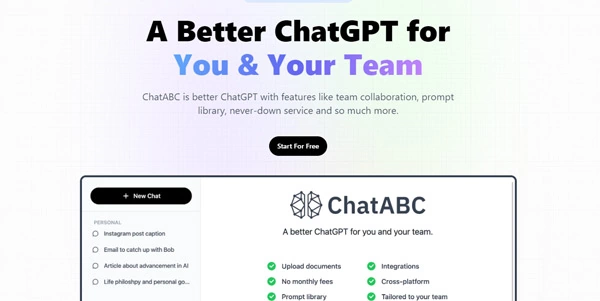 A Better ChatGPT for
You & Your Team
ChatABC is better ChatGPT with features like team collaboration, prompt
library, never-down service and so much more.
Start For Free
+ New Chat
PERSONAL
Instagram post caption
Email to catch up with Bob
Article about advancement in AI
Life philoshpy and personal go...
ChatABC
A better ChatGPT for you and your team.
Upload documents
Integrations
No monthly fees
Cross-platform
Prompt library
Tailored to your team